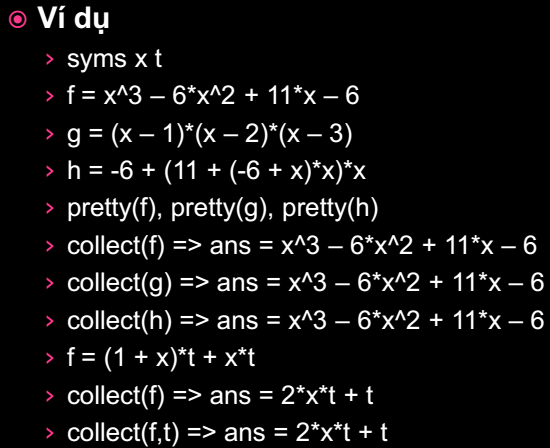 Ví dụ
syms x t
f = x^3 – 6*x^2 + 11*x – 6
g = (x – 1)*(x – 2)*(x – 3)
h = -6 + (11 + (-6 + x)*x)*x
pretty(f), pretty(g), pretty(h)
collect(f) => ans = x^3 – 6*x^2 + 11*x – 6
collect(g) => ans = x^3 – 6*x^2 + 11*x – 6
collect(h) => ans = x^3 – 6*x^2 + 11*x – 6
f = (1 + x)*t + x*t
collect(f) => ans = 2*x*t + t
collect(f,t) => ans = 2*x*t + t